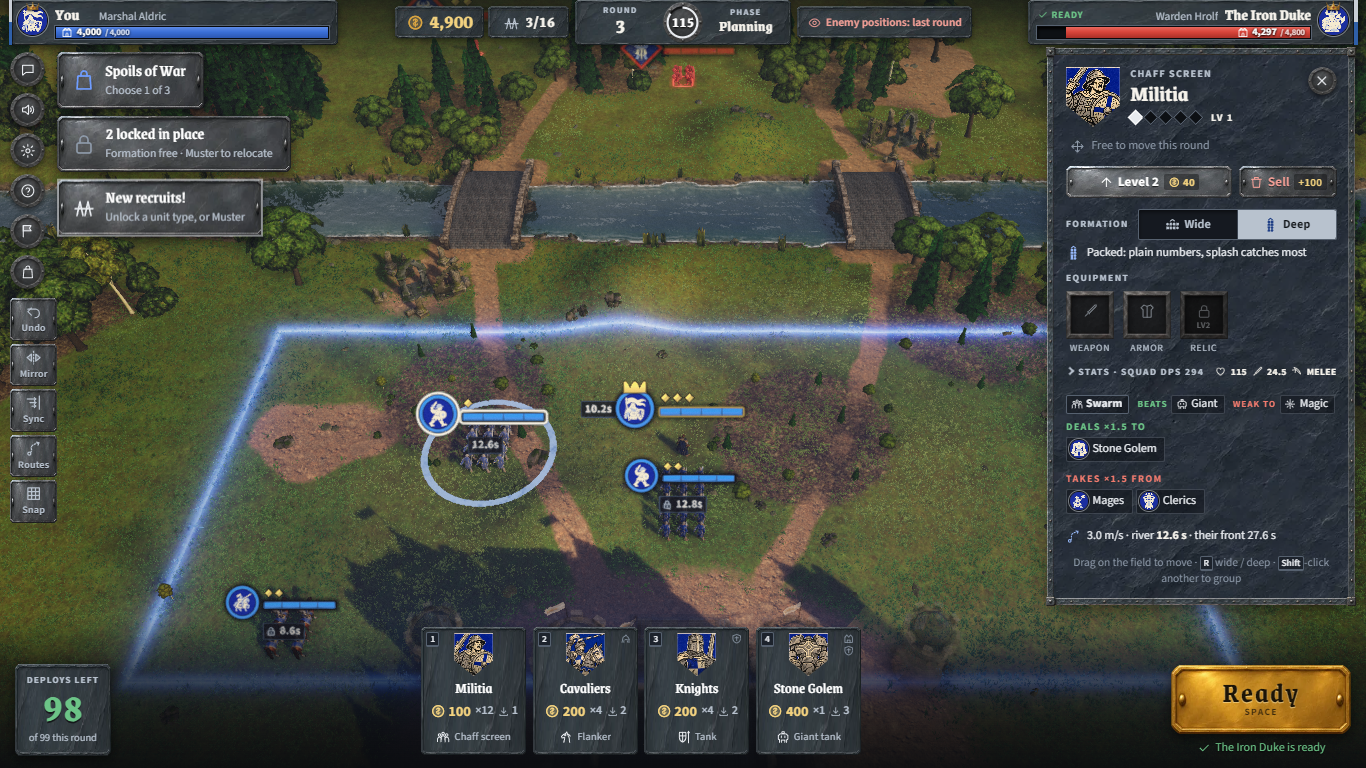 You Marshal Aldric
4,000 / 4,000
4,900
3/16
ROUND
3
115
PHASE
Planning
Enemy positions: last round
READY
Warden Hrolf The Iron Duke
4,297 / 4,800
Spoils of War
Choose 1 of 3
2 locked in place
Formation free · Muster to relocate
New recruits!
Unlock a unit type, or Muster
Undo
Mirror
Sync
Routes
Snap
CHAFF SCREEN
Militia
LV 1
Free to move this round
Level 2 40
Sell +100
FORMATION
Wide
Deep
Packed: plain numbers, splash catches most
EQUIPMENT
LV2
WEAPON ARMOR RELIC
STATS · SQUAD DPS 294 115 24.5 MELEE
Swarm BEATS Giant WEAK TO Magic
DEALS ×1.5 TO
Stone Golem
TAKES ×1.5 FROM
Mages Clerics
3.0 m/s · river 12.6 s · their front 27.6 s
Drag on the field to move · R wide / deep · Shift-click
another to group
10.2s
12.6s
12.8s
8.6s
DEPLOYS LEFT
98
of 99 this round
1
Militia
100 ×12 1
Chaff screen
2
Cavaliers
200 ×4 2
Flanker
3
Knights
200 ×4 2
Tank
4
Stone Golem
400 ×1 3
Giant tank
Ready
SPACE
The Iron Duke is ready